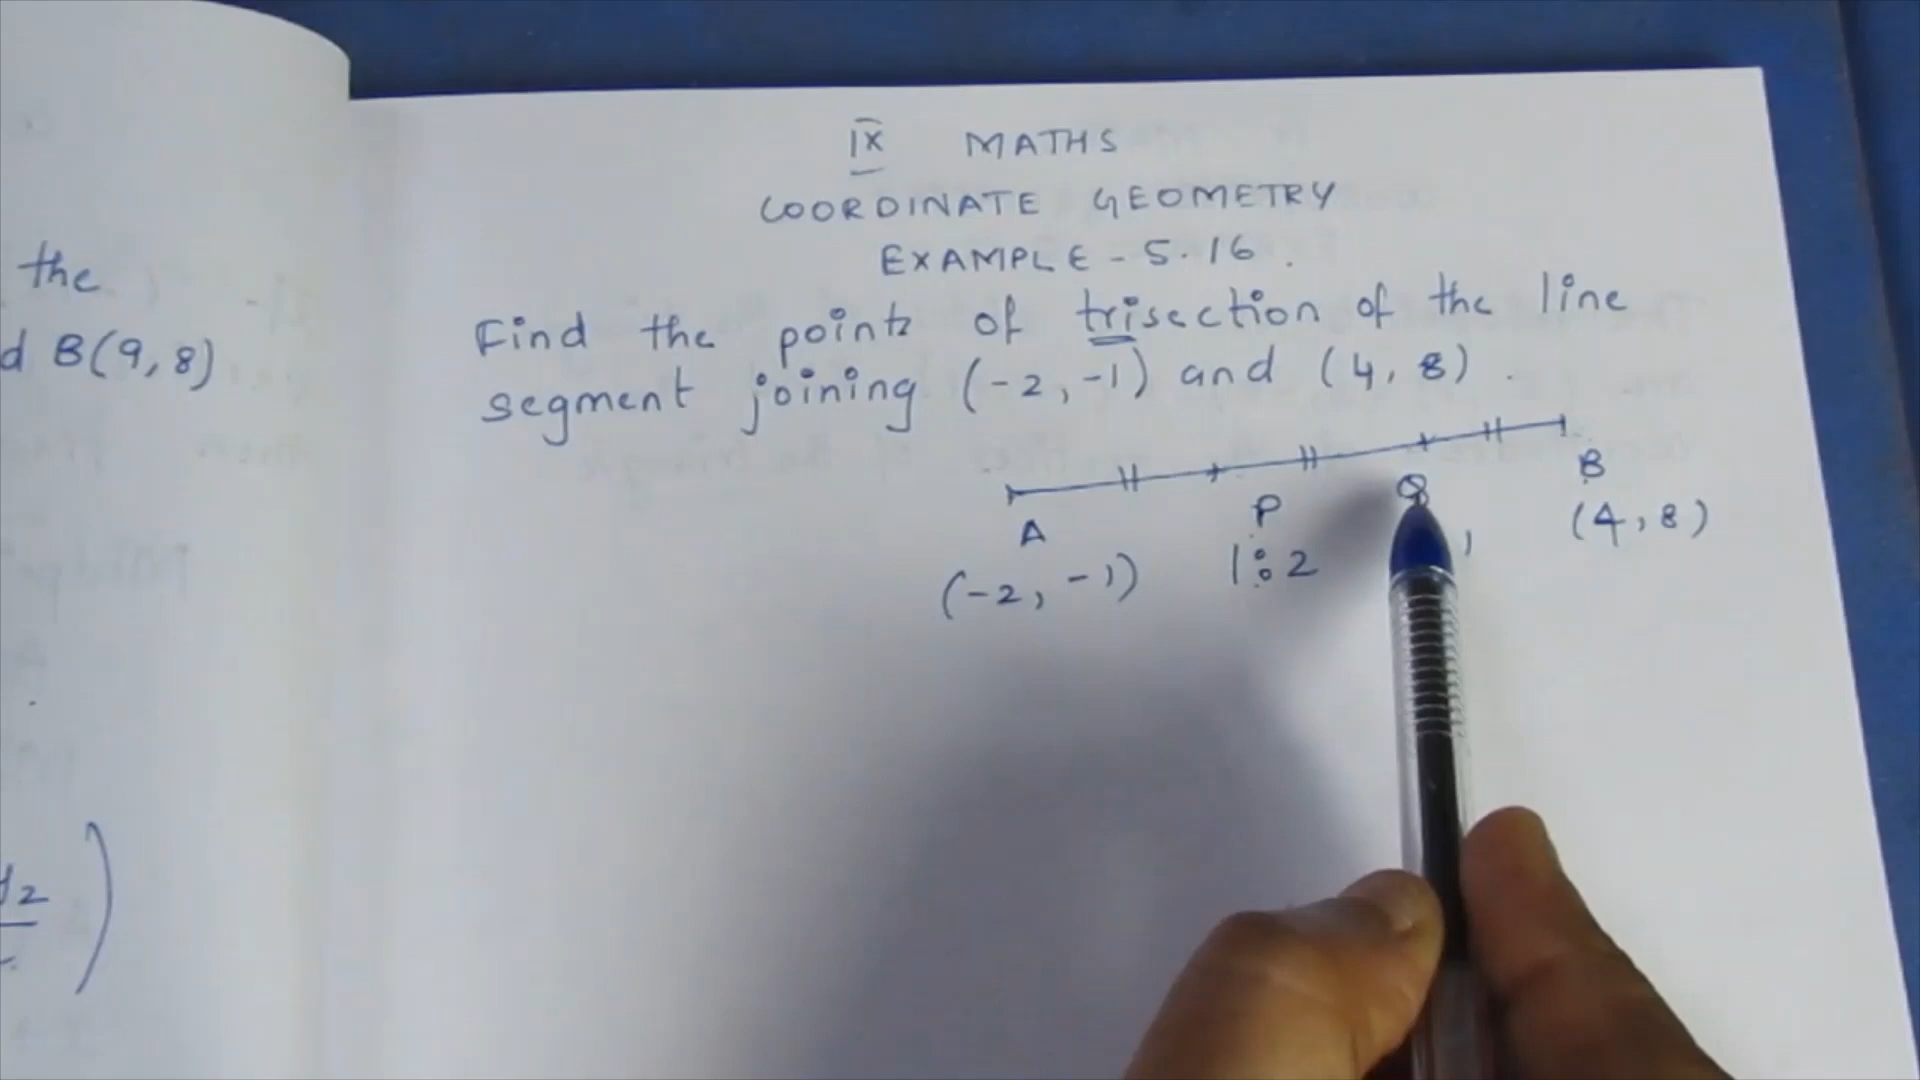 the
d B(9,8)
y2
IX MATHS
COORDINATE GEOMETRY
EXAMPLE - 5.16.
Find the points of trisection of the line
segment joining (-2,-1) and (4,8).
A P Q B
(-2, -1) 1:2 (4,8)